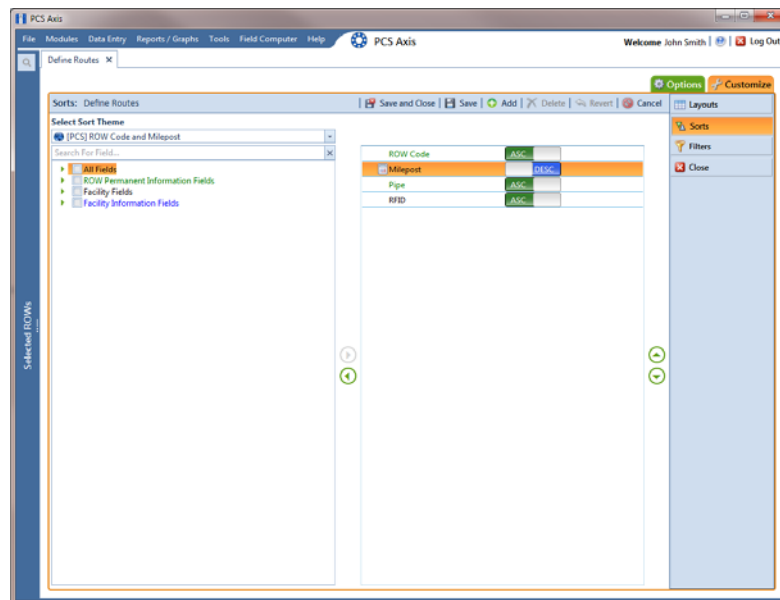 PCS Axis
File Modules Data Entry Reports / Graphs Tools Field Computer Help PCS Axis Welcome John Smith | | Log Out
Define Routes
Options Customize
Sorts: Define Routes | Save and Close | Save | Add | Delete | Revert | Cancel
Layouts
Select Sort Theme
Sorts
[PCS] ROW Code and Milepost
Filters
Search For Field...
ROW Code ASC
Close
All Fields
Milepost DESC
ROW Permanent Information Fields
Pipe ASC
Facility Fields
RFID ASC
Facility Information Fields
Selected ROWs